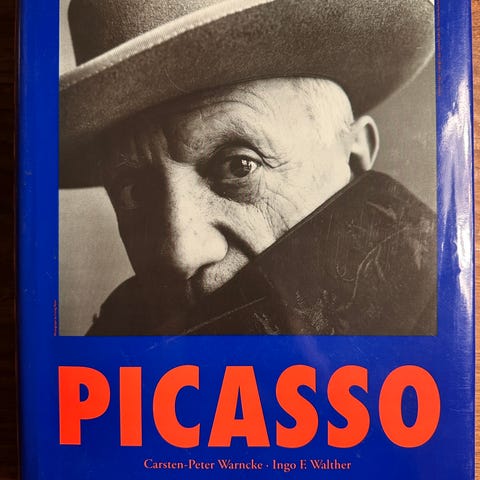 PICASSO
Carsten-Peter Warncke · Ingo F. Walther